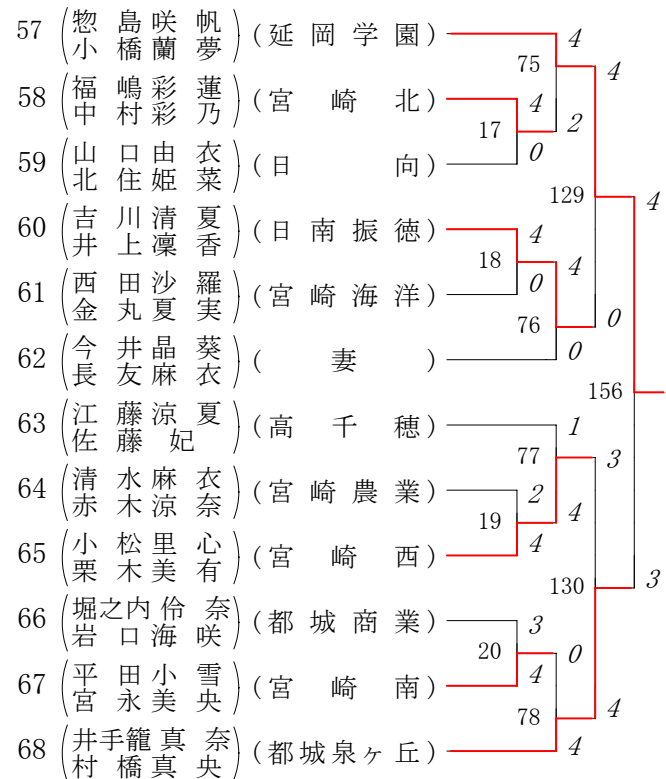 57 惣島咲帆 小橋蘭夢 (延岡学園) 4
75 4
58 福嶋彩蓮 中村彩乃 (宮崎北) 4
17 2
59 山口由衣 北住姫菜 (日向) 0
129 4
60 吉川清夏 井上凜香 (日南振徳) 4
18 4
61 西田沙羅 金丸夏実 (宮崎海洋) 0
76 0
62 今井晶葵 長友麻衣 (妻) 0
156
63 江藤涼夏 佐藤妃 (高千穂) 1
77 3
64 清水麻衣 赤木涼奈 (宮崎農業) 2
19 4
65 小松里心 栗木美有 (宮崎西) 4
130 3
66 堀之内伶奈 岩口海咲 (都城商業) 3
20 0
67 平田小雪 宮永美央 (宮崎南) 4
78 4
68 井手籠真奈 村橋真央 (都城泉ヶ丘) 4